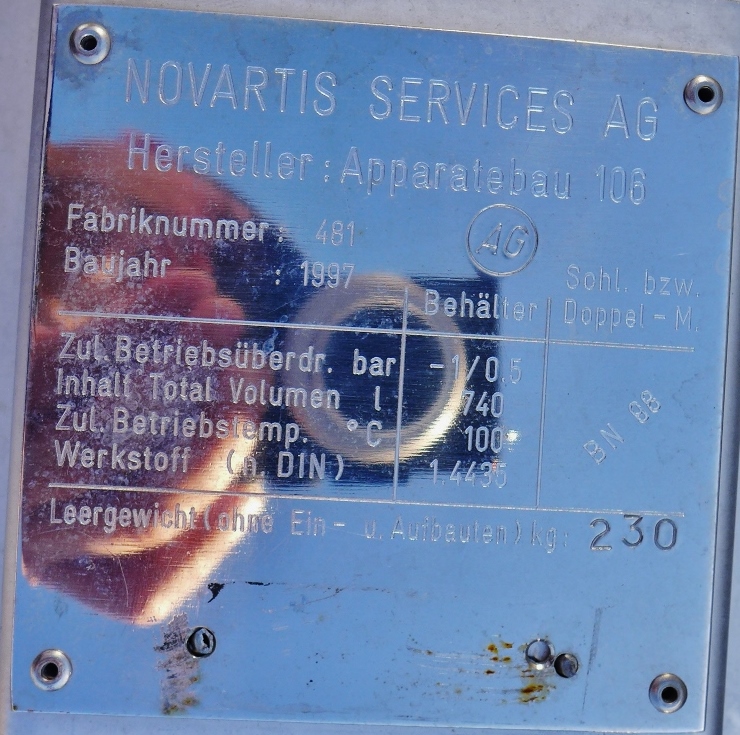 NOVARTIS SERVICES AG
Hersteller : Apparatebau 106
Fabriknummer : 481
AG
Baujahr : 1997
Behälter
Sohl. bzw.
Doppel - M.
Zul. Betriebsüberdr. bar -1/0,5
Inhalt Total Volumen l 740
Zul. Betriebstemp. °C 100
Werkstoff (n. DIN) 1.4435
BN 88
Leergewicht (ohne Ein- u. Aufbauten) kg: 230